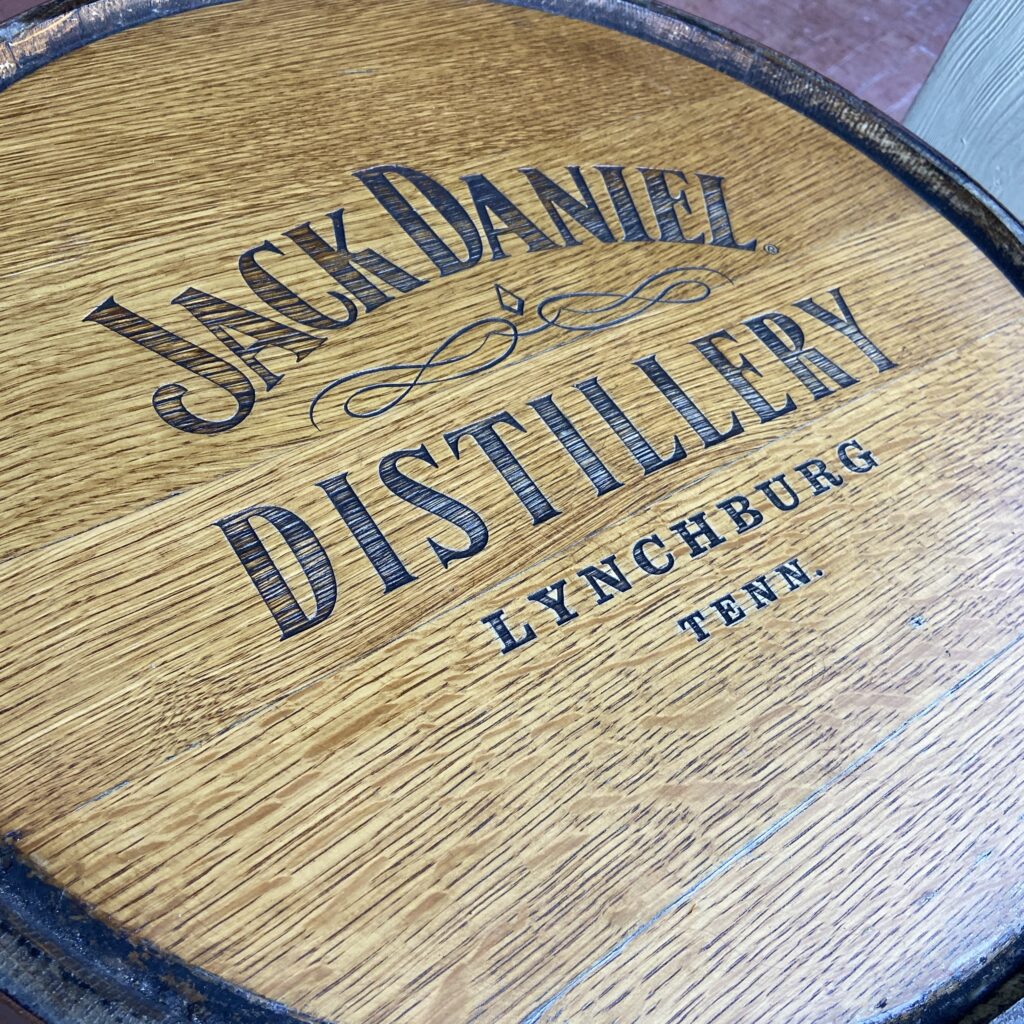 JACK DANIEL®
DISTILLERY
LYNCHBURG
TENN.